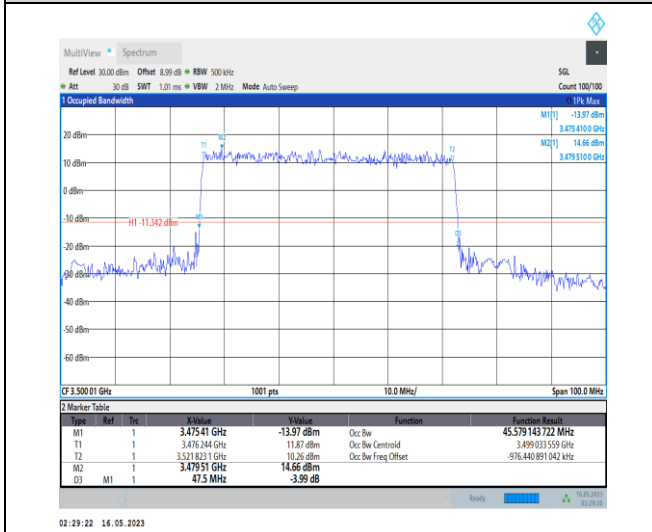 MultiView Spectrum
Ref Level 30.00 dBm Offset 8.99 dB RBW 500 kHz SGL
Att 30 dB SWT 1.01 ms VBW 2 MHz Mode Auto Sweep Count 100/100
1 Occupied Bandwidth 1Pk Max
M1[1] -13.97 dBm
3.475 410 0 GHz
M2[1] 14.66 dBm
3.479 510 0 GHz
20 dBm
T1 M2 T2
10 dBm
0 dBm
-10 dBm
M1
H1 -11.342 dBm
D3
-20 dBm
-30 dBm
-40 dBm
-50 dBm
-60 dBm
CF 3.500 01 GHz 1001 pts 10.0 MHz/ Span 100.0 MHz
2 Marker Table
Type Ref Trc X-Value Y-Value Function Function Result
M1 1 3.475 41 GHz -13.97 dBm Occ Bw 45.579 143 722 MHz
T1 1 3.476 244 GHz 11.87 dBm Occ Bw Centroid 3.499 033 559 GHz
T2 1 3.521 823 1 GHz 10.26 dBm Occ Bw Freq Offset -976.440 891 042 kHz
M2 1 3.479 51 GHz 14.66 dBm
D3 M1 1 47.5 MHz -3.99 dB
Ready 16.05.2023
02:29:20
02:29:22 16.05.2023